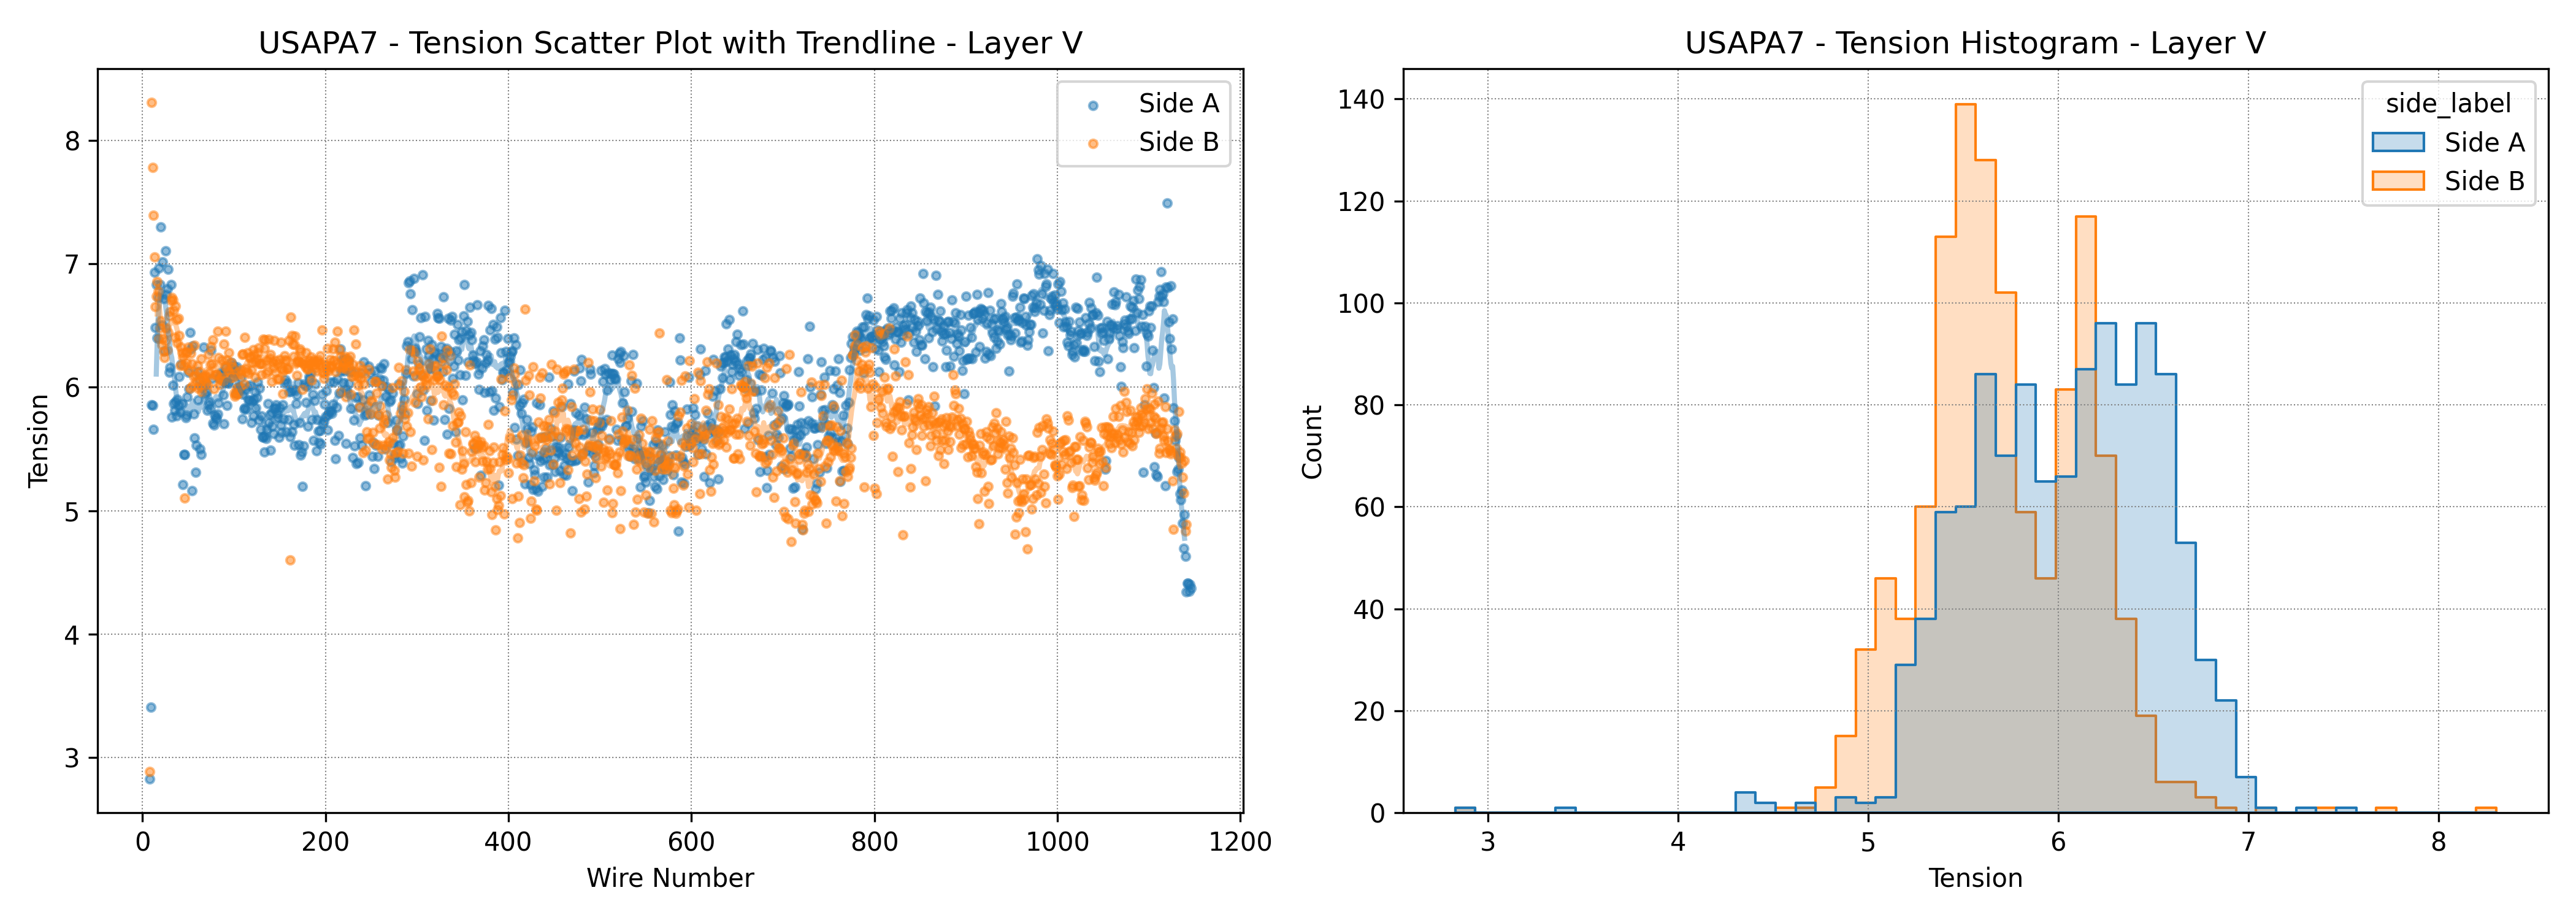 USAPA7 - Tension Scatter Plot with Trendline - Layer V
Side A
Side B
8
7
6
5
4
3
Tension
0
200
400
600
800
1000
1200
Wire Number
USAPA7 - Tension Histogram - Layer V
side_label
Side A
Side B
140
120
100
80
60
40
20
0
Count
3
4
5
6
7
8
Tension